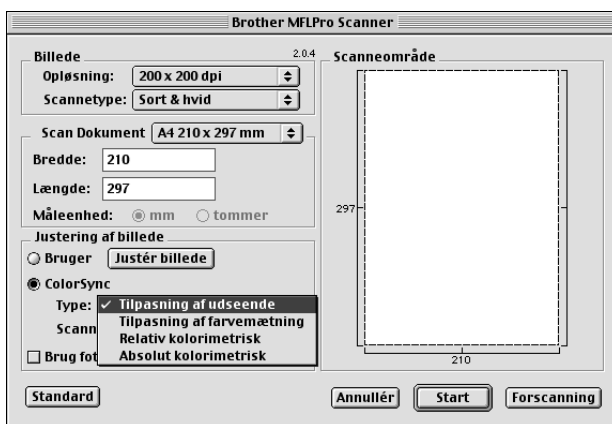 Brother MFLPro Scanner
Billede 2.0.4
Opløsning: 200 x 200 dpi
Scannetype: Sort & hvid
Scan Dokument A4 210 x 297 mm
Bredde: 210
Længde: 297
Måleenhed: mm tommer
Justering af billede
Bruger Justér billede
ColorSync
Type: ✓ Tilpasning af udseende
Tilpasning af farvemætning
Scann Relativ kolorimetrisk
Brug fot Absolut kolorimetrisk
Standard
Scanneområde
297
210
Annullér Start Forscanning